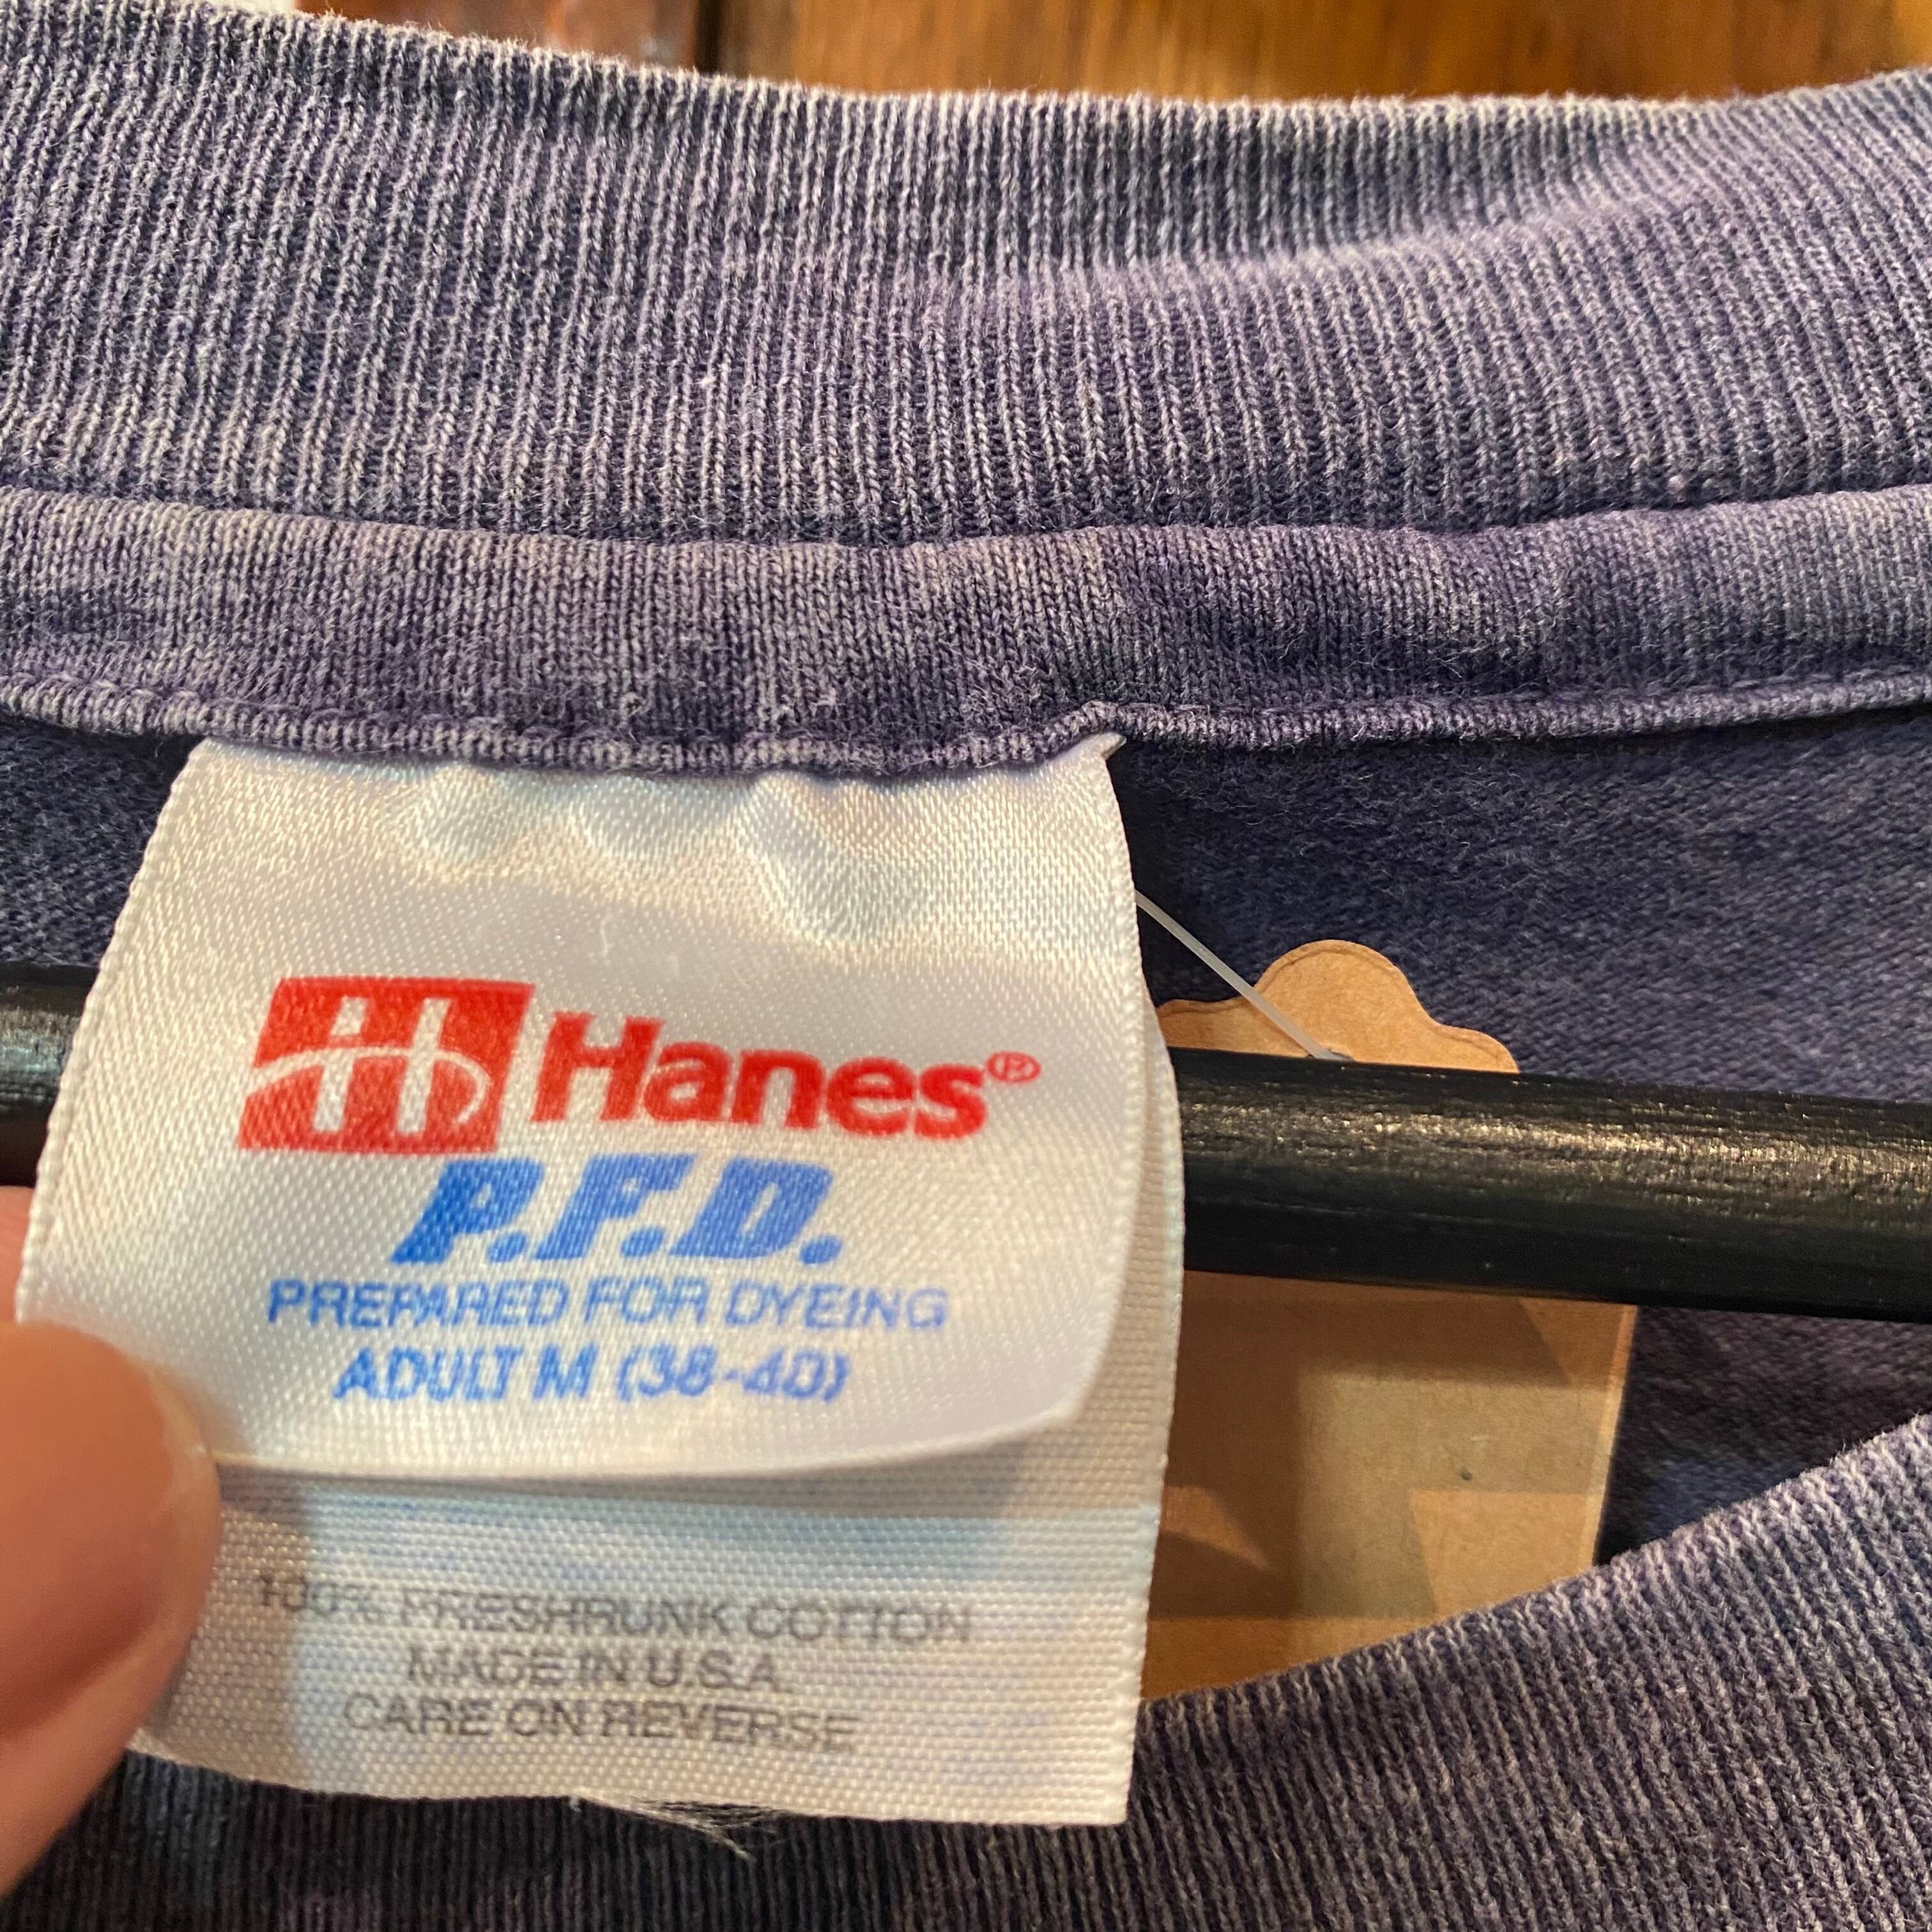 Hanes®
P.F.D.
PREPARED FOR DYEING
ADULT M (38-40)
100% PRESHRUNK COTTON
MADE IN U.S.A
CARE ON REVERSE